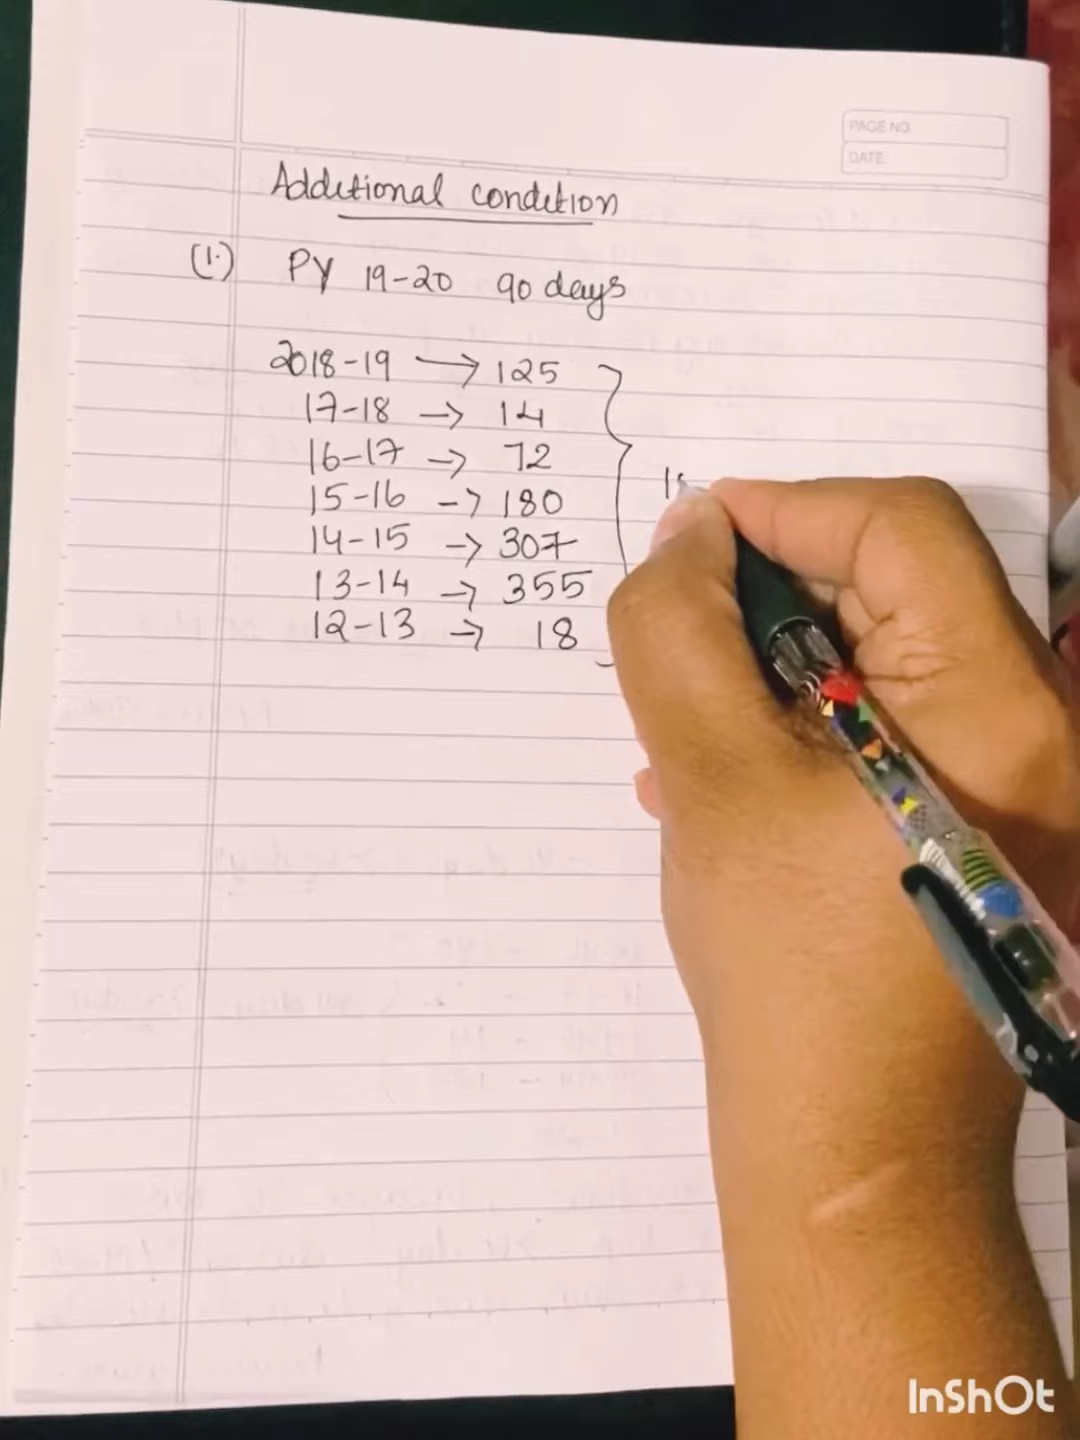 PAGE NO.
DATE:
Additional condition
(1.) PY 19-20 90 days
2018-19 → 125
17-18 → 14
16-17 → 72
15-16 → 180
14-15 → 307
13-14 → 355
12-13 → 18
InShOt